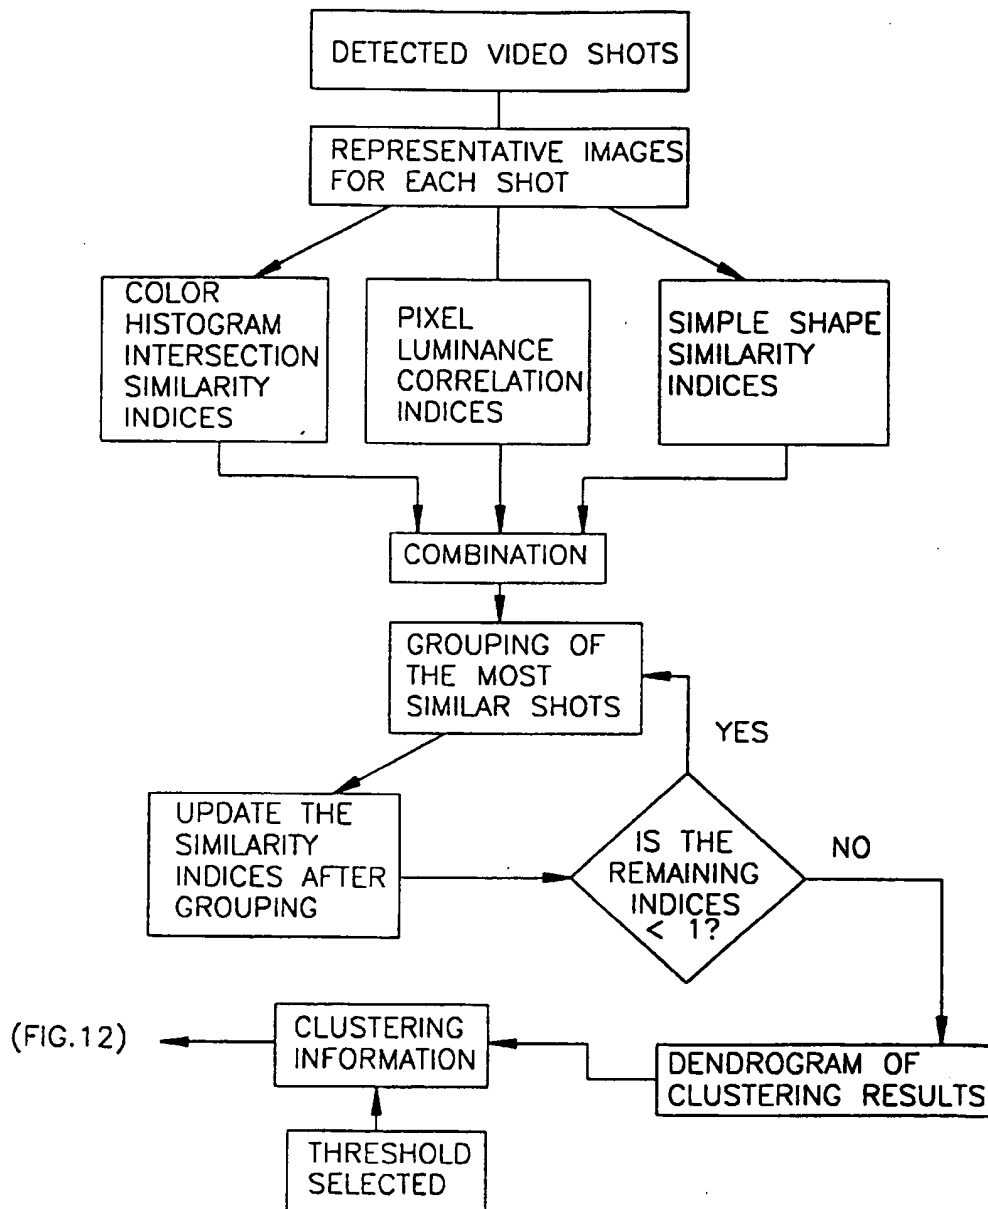 DETECTED VIDEO SHOTS
REPRESENTATIVE IMAGES
FOR EACH SHOT
COLOR
HISTOGRAM
INTERSECTION
SIMILARITY
INDICES
PIXEL
LUMINANCE
CORRELATION
INDICES
SIMPLE SHAPE
SIMILARITY
INDICES
COMBINATION
GROUPING OF
THE MOST
SIMILAR SHOTS
YES
UPDATE THE
SIMILARITY
INDICES AFTER
GROUPING
IS THE
REMAINING
INDICES
< 1?
NO
(FIG.12)
CLUSTERING
INFORMATION
DENDROGRAM OF
CLUSTERING RESULTS
THRESHOLD
SELECTED